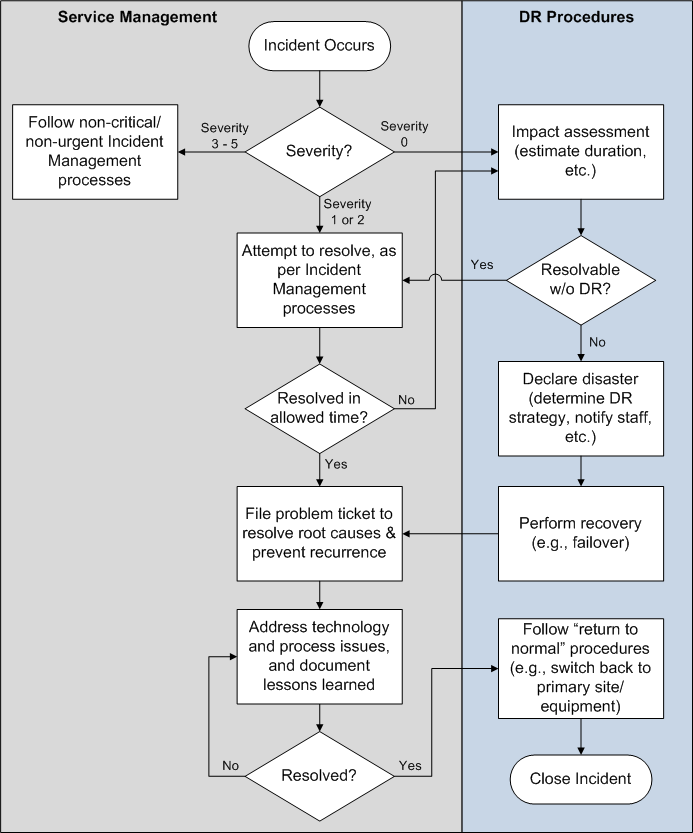 Service Management
DR Procedures
Incident Occurs
Follow non-critical/
non-urgent Incident
Management
processes
Severity
3 - 5
Severity?
Severity
0
Impact assessment
(estimate duration,
etc.)
Severity
1 or 2
Attempt to resolve, as
per Incident
Management
processes
Yes
Resolvable
w/o DR?
No
Resolved in
allowed time?
No
Declare disaster
(determine DR
strategy, notify staff,
etc.)
Yes
File problem ticket to
resolve root causes &
prevent recurrence
Perform recovery
(e.g., failover)
Address technology
and process issues,
and document
lessons learned
Follow “return to
normal” procedures
(e.g., switch back to
primary site/
equipment)
No
Resolved?
Yes
Close Incident